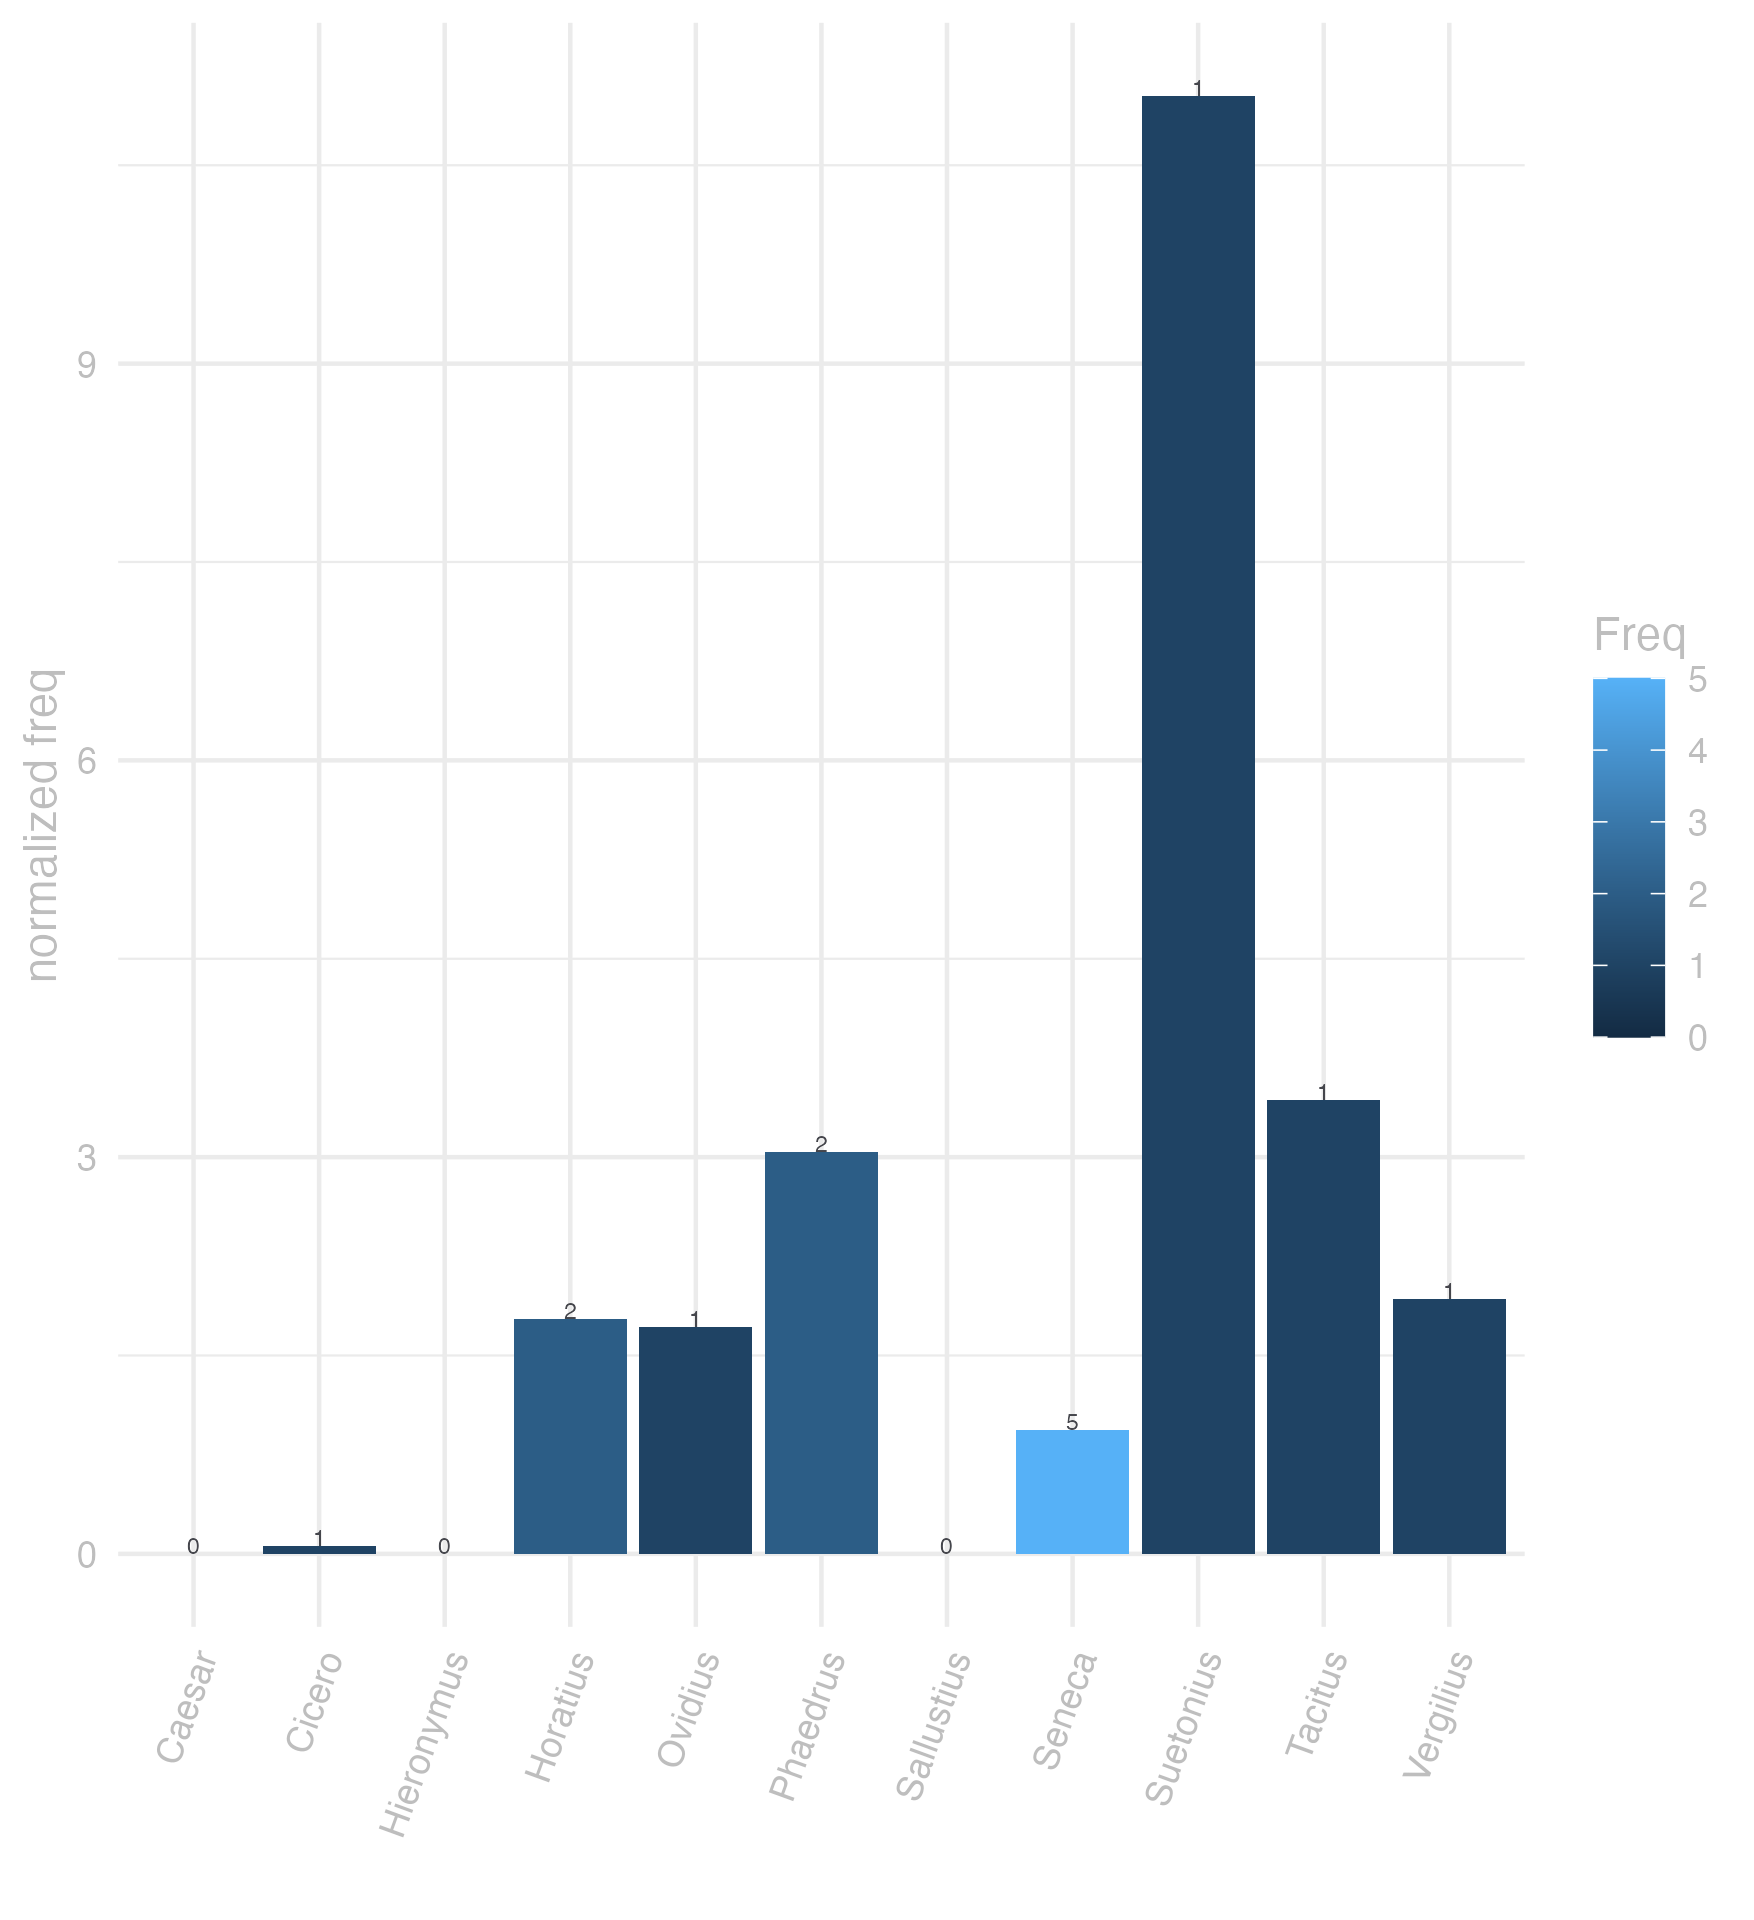 normalized freq
9
6
3
0
0
1
0
2
1
2
0
5
1
1
1
Caesar
Cicero
Hieronymus
Horatius
Ovidius
Phaedrus
Sallustius
Seneca
Suetonius
Tacitus
Vergilius
Freq
5
4
3
2
1
0